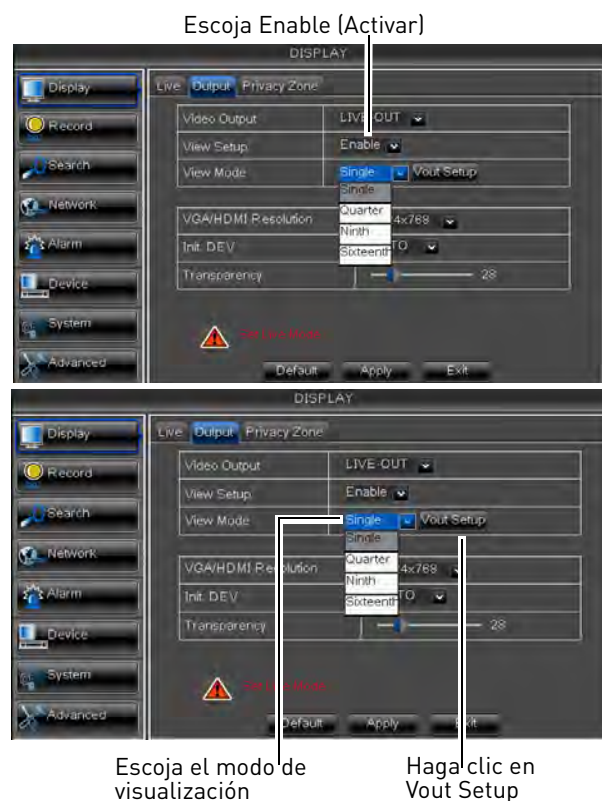 Escoja Enable (Activar)
DISPLAY
Display
Live Output Privacy Zone
Record
Video Output LIVE-OUT
View Setup Enable
Search
View Mode Single Vout Setup
Single
Network
Quarter
VGA/HDMI Resolution 4x768
Ninth
Alarm
Init. DEV TO
Sixteenth
Device
Transparency 28
System
Advanced
Default Apply Exit
DISPLAY
Display
Live Output Privacy Zone
Record
Video Output LIVE-OUT
View Setup Enable
Search
View Mode Single Vout Setup
Single
Network
Quarter
VGA/HDMI Resolution 4x768
Ninth
Alarm
Init. DEV TO
Sixteenth
Device
Transparency 28
System
Advanced
Default Apply Exit
Escoja el modo de
visualización
Haga clic en
Vout Setup